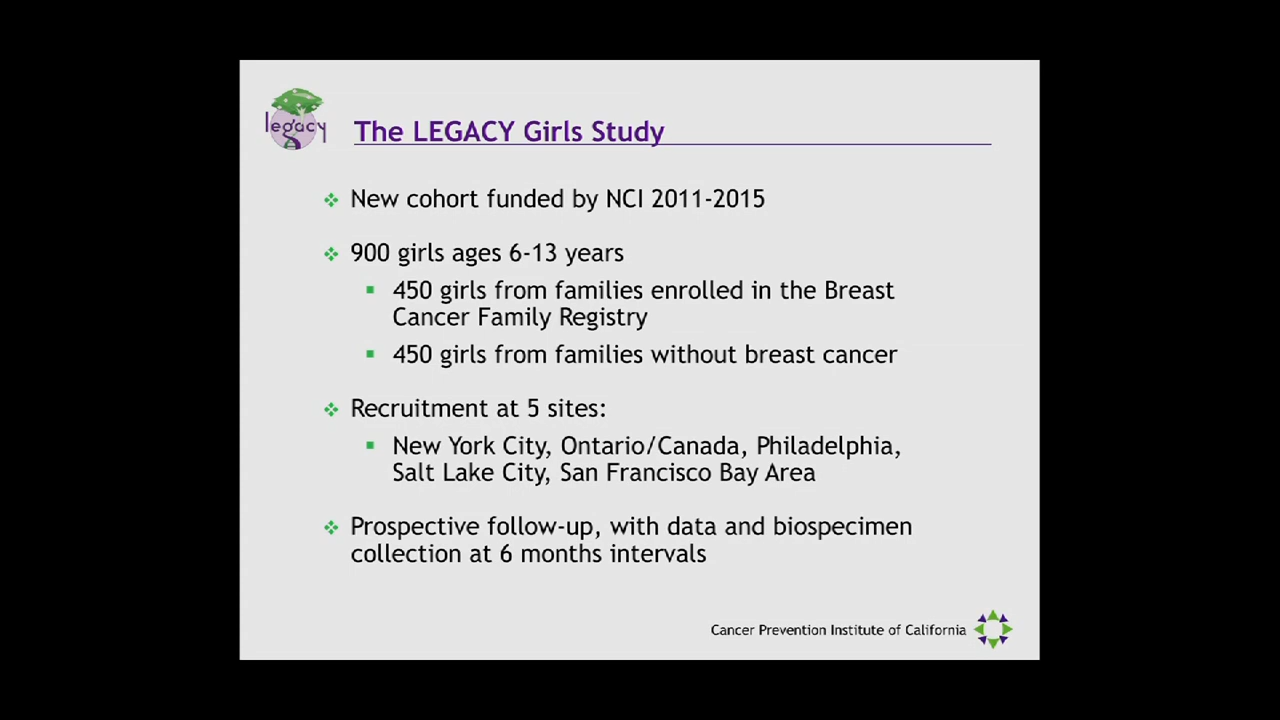 legacy
The LEGACY Girls Study
New cohort funded by NCI 2011-2015
900 girls ages 6-13 years
450 girls from families enrolled in the Breast
Cancer Family Registry
450 girls from families without breast cancer
Recruitment at 5 sites:
New York City, Ontario/Canada, Philadelphia,
Salt Lake City, San Francisco Bay Area
Prospective follow-up, with data and biospecimen
collection at 6 months intervals
Cancer Prevention Institute of California